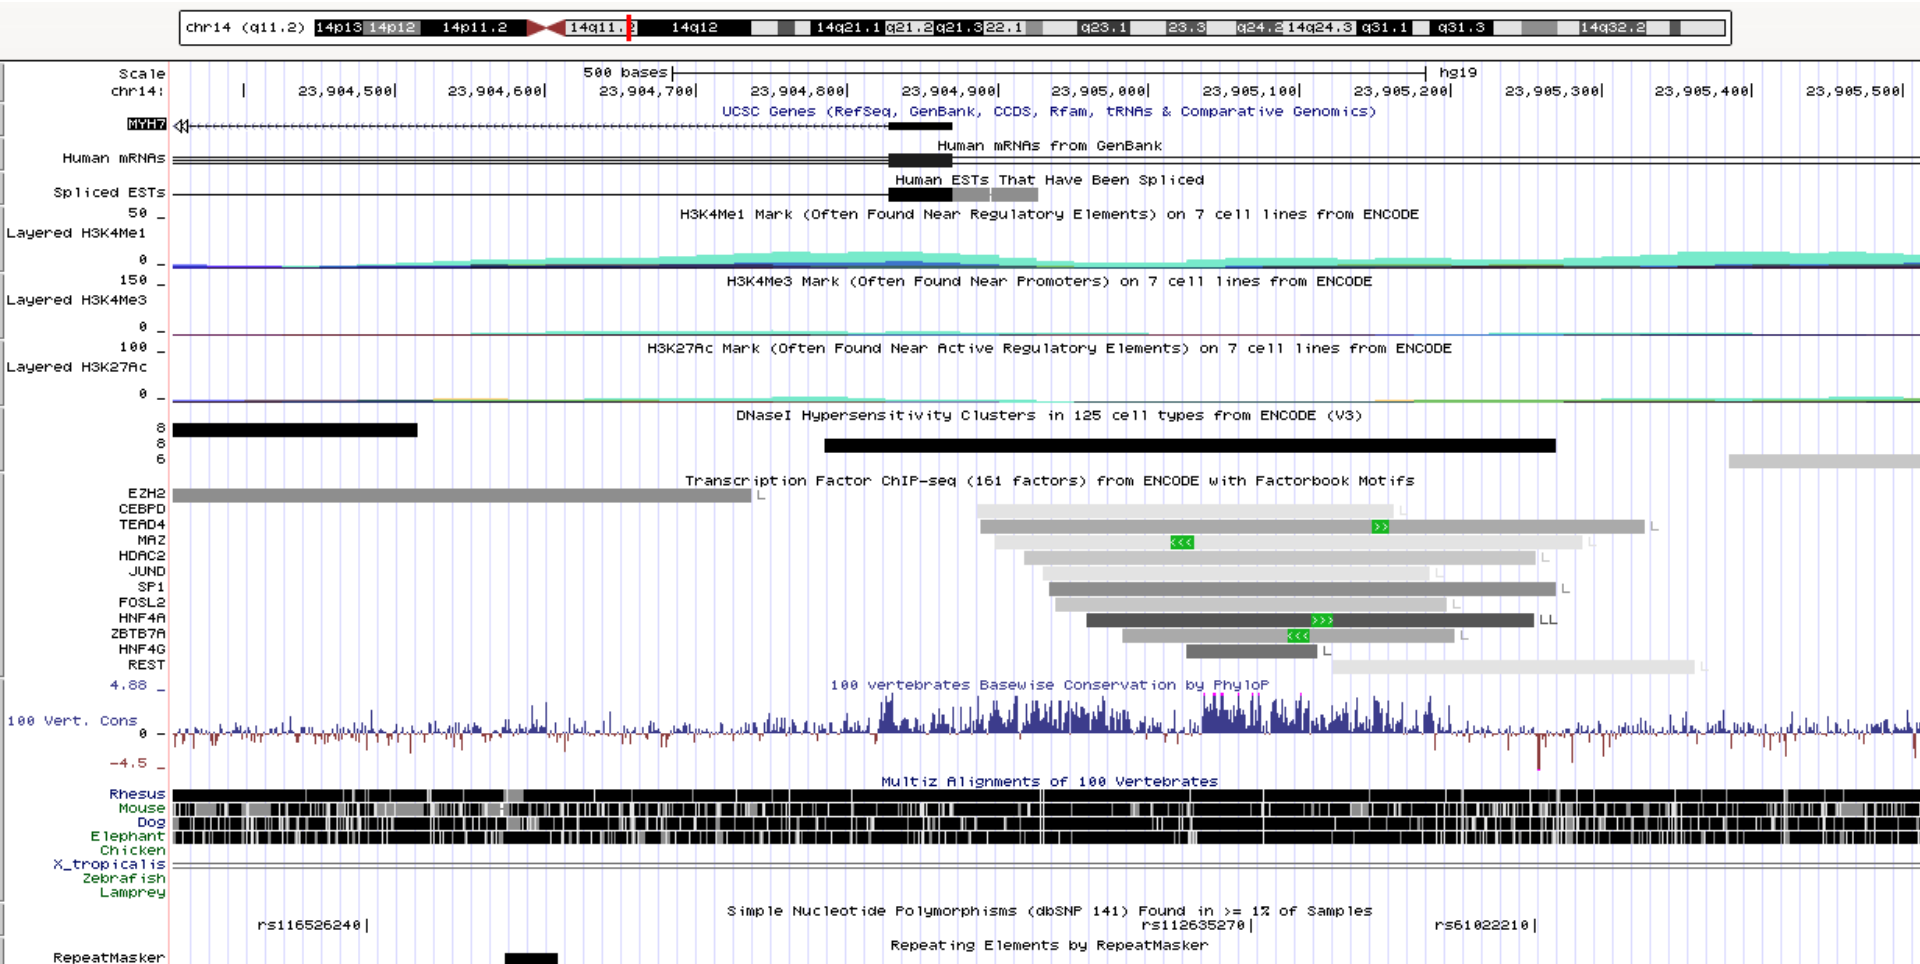 chr14 (q11.2) 14p13 14p12 14p11.2 14q11.2 14q12 14q21.1 q21.2 q21.3 22.1 q23.1 23.3 q24.2 14q24.3 q31.1 q31.3 14q32.2
Scale 500 bases hg19
chr14: 23,904,500 23,904,600 23,904,700 23,904,800 23,904,900 23,905,000 23,905,100 23,905,200 23,905,300 23,905,400 23,905,500
UCSC Genes (RefSeq, GenBank, CCDS, Rfam, tRNAs & Comparative Genomics)
MYH7
Human mRNAs from GenBank
Human mRNAs
Human ESTs That Have Been Spliced
Spliced ESTs
50 _
H3K4Me1 Mark (Often Found Near Regulatory Elements) on 7 cell lines from ENCODE
Layered H3K4Me1
0 _
150 _
H3K4Me3 Mark (Often Found Near Promoters) on 7 cell lines from ENCODE
Layered H3K4Me3
0 _
100 _
H3K27Ac Mark (Often Found Near Active Regulatory Elements) on 7 cell lines from ENCODE
Layered H3K27Ac
0 _
DNaseI Hypersensitivity Clusters in 125 cell types from ENCODE (V3)
8
8
6
Transcription Factor ChIP-seq (161 factors) from ENCODE with Factorbook Motifs
EZH2 L
CEBPD L
TEAD4 >> L
MAZ <<< L
HDAC2 L
JUND L
SP1 L
FOSL2 L
HNF4A >>> LL
ZBTB7A <<< L
HNF4G L
REST L
4.88 _
100 vertebrates Basewise Conservation by PhyloP
100 Vert. Cons
0 -
-4.5 _
Multiz Alignments of 100 Vertebrates
Rhesus
Mouse
Dog
Elephant
Chicken
X_tropicalis
Zebrafish
Lamprey
Simple Nucleotide Polymorphisms (dbSNP 141) Found in >= 1% of Samples
rs116526240 rs112635270 rs61022210
Repeating Elements by RepeatMasker
RepeatMasker